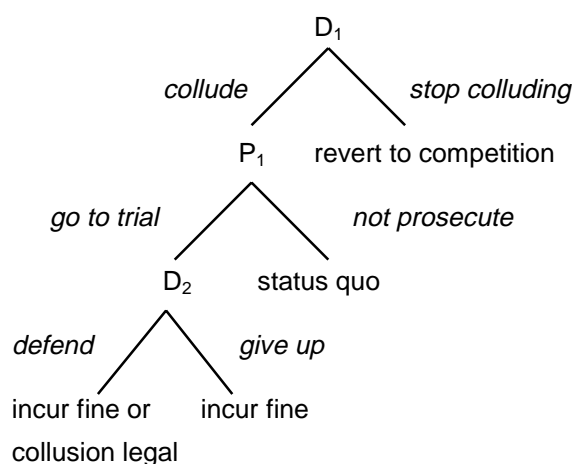 D₁
collude
stop colluding
P₁
revert to competition
go to trial
not prosecute
D₂
status quo
defend
give up
incur fine or
collusion legal
incur fine